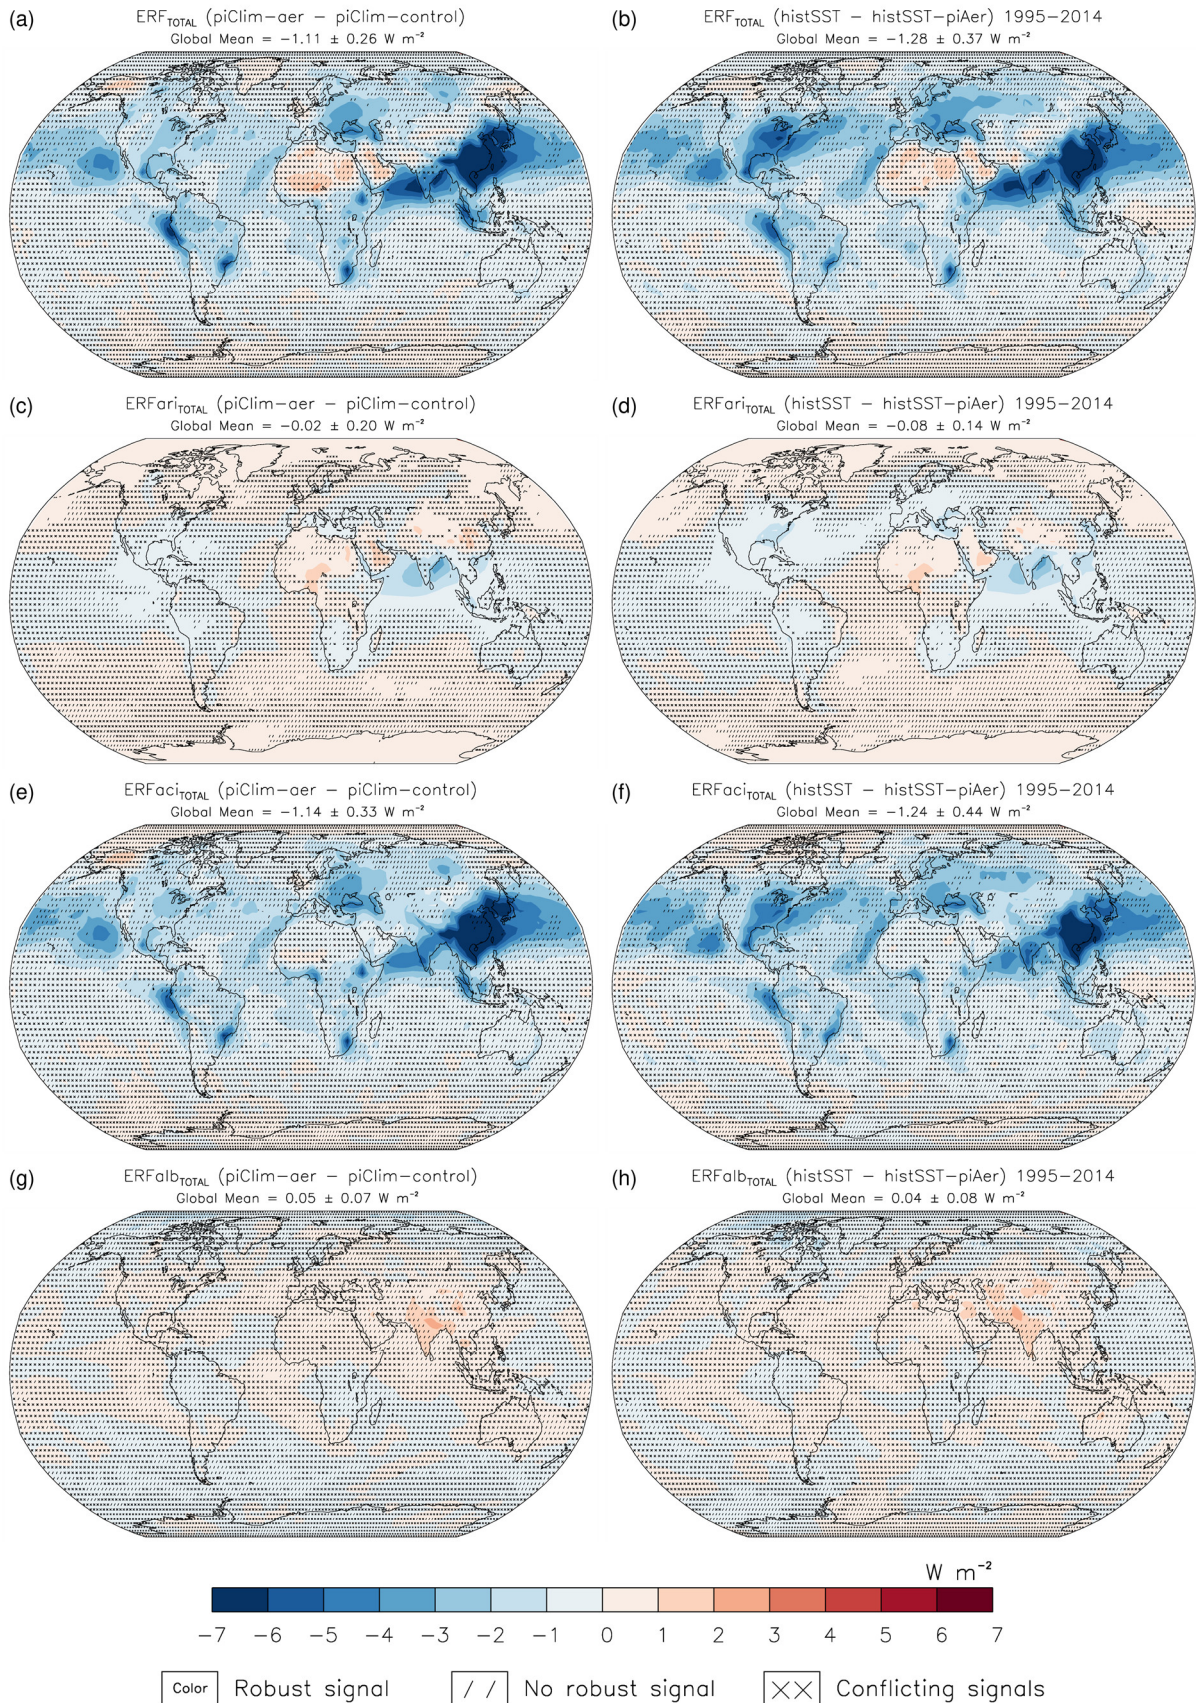 (a)
ERF_TOTAL (piClim-aer - piClim-control)
Global Mean = -1.11 ± 0.26 W m⁻²
(b)
ERF_TOTAL (histSST - histSST-piAer) 1995-2014
Global Mean = -1.28 ± 0.37 W m⁻²
(c)
ERFari_TOTAL (piClim-aer - piClim-control)
Global Mean = -0.02 ± 0.20 W m⁻²
(d)
ERFari_TOTAL (histSST - histSST-piAer) 1995-2014
Global Mean = -0.08 ± 0.14 W m⁻²
(e)
ERFaci_TOTAL (piClim-aer - piClim-control)
Global Mean = -1.14 ± 0.33 W m⁻²
(f)
ERFaci_TOTAL (histSST - histSST-piAer) 1995-2014
Global Mean = -1.24 ± 0.44 W m⁻²
(g)
ERFalb_TOTAL (piClim-aer - piClim-control)
Global Mean = 0.05 ± 0.07 W m⁻²
(h)
ERFalb_TOTAL (histSST - histSST-piAer) 1995-2014
Global Mean = 0.04 ± 0.08 W m⁻²
W m⁻²
-7 -6 -5 -4 -3 -2 -1 0 1 2 3 4 5 6 7
Color Robust signal // No robust signal XX Conflicting signals